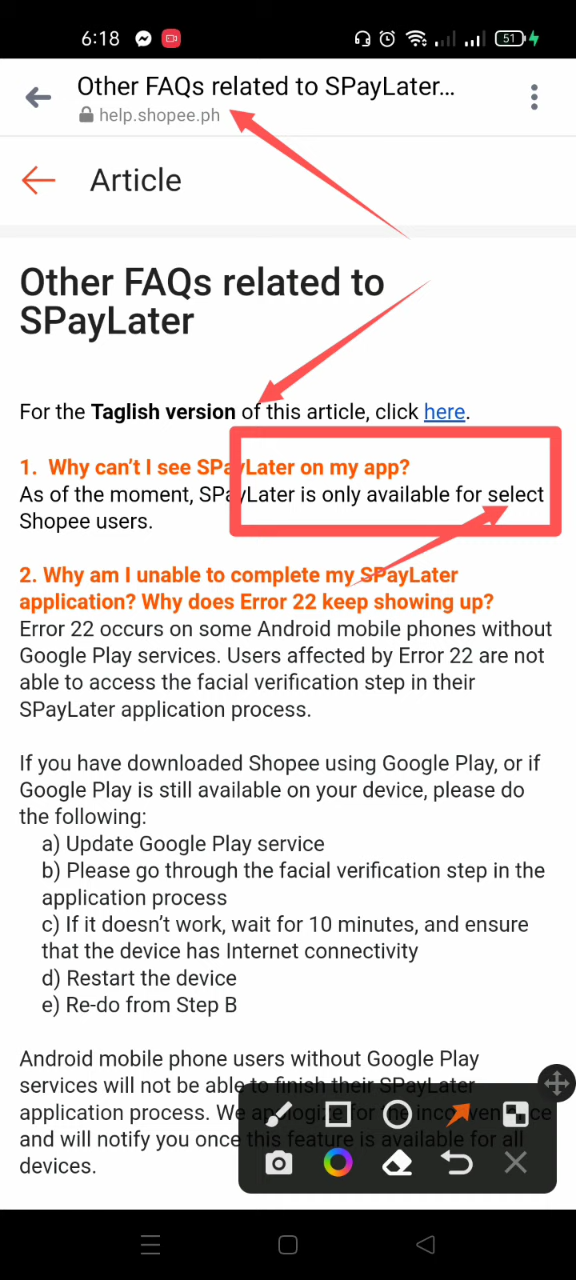 6:18
51
Other FAQs related to SPayLater...
help.shopee.ph
Article
Other FAQs related to
SPayLater
For the Taglish version of this article, click here.
1. Why can't I see SPayLater on my app?
As of the moment, SPayLater is only available for select
Shopee users.
2. Why am I unable to complete my SPayLater
application? Why does Error 22 keep showing up?
Error 22 occurs on some Android mobile phones without
Google Play services. Users affected by Error 22 are not
able to access the facial verification step in their
SPayLater application process.
If you have downloaded Shopee using Google Play, or if
Google Play is still available on your device, please do
the following:
a) Update Google Play service
b) Please go through the facial verification step in the
application process
c) If it doesn't work, wait for 10 minutes, and ensure
that the device has Internet connectivity
d) Restart the device
e) Re-do from Step B
Android mobile phone users without Google Play
services will not be able to finish their SPayLater
application process. We apologize for the inconvenience
and will notify you once this feature is available for all
devices.